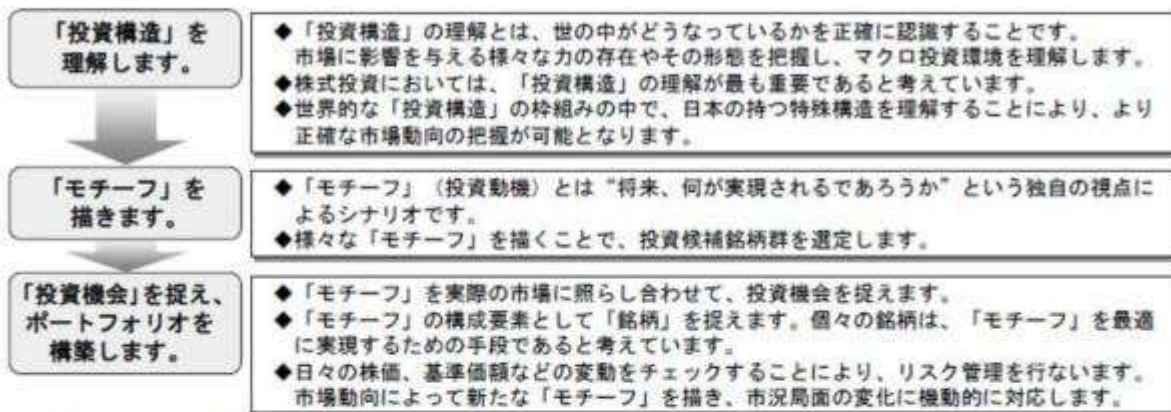 「投資構造」を
理解します。
◆「投資構造」の理解とは、世の中がどうなっているかを正確に認識することです。
市場に影響を与える様々な力の存在やその形態を把握し、マクロ投資環境を理解します。
◆株式投資においては、「投資構造」の理解が最も重要であると考えています。
◆世界的な「投資構造」の枠組みの中で、日本の持つ特殊構造を理解することにより、より
正確な市場動向の把握が可能となります。
「モチーフ」を
描きます。
◆「モチーフ」（投資動機）とは“将来、何が実現されるであろうか”という独自の視点に
よるシナリオです。
◆様々な「モチーフ」を描くことで、投資候補銘柄群を選定します。
「投資機会」を捉え、
ポートフォリオを
構築します。
◆「モチーフ」を実際の市場に照らし合わせて、投資機会を捉えます。
◆「モチーフ」の構成要素として「銘柄」を捉えます。個々の銘柄は、「モチーフ」を最適
に実現するための手段であると考えています。
◆日々の株価、基準価額などの変動をチェックすることにより、リスク管理を行ないます。
市場動向によって新たな「モチーフ」を描き、市況局面の変化に機動的に対応します。